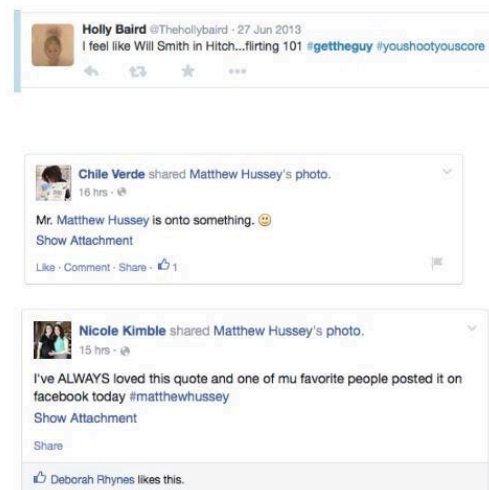 Holly Baird @Thehollybaird · 27 Jun 2013
I feel like Will Smith in Hitch...flirting 101 #gettheguy #youshootyouscore
Chile Verde shared Matthew Hussey's photo.
16 hrs ·
Mr. Matthew Hussey is onto something.
Show Attachment
Like · Comment · Share · 1
Nicole Kimble shared Matthew Hussey's photo.
15 hrs ·
I've ALWAYS loved this quote and one of mu favorite people posted it on
facebook today #matthewhussey
Show Attachment
Share
Deborah Rhynes likes this.